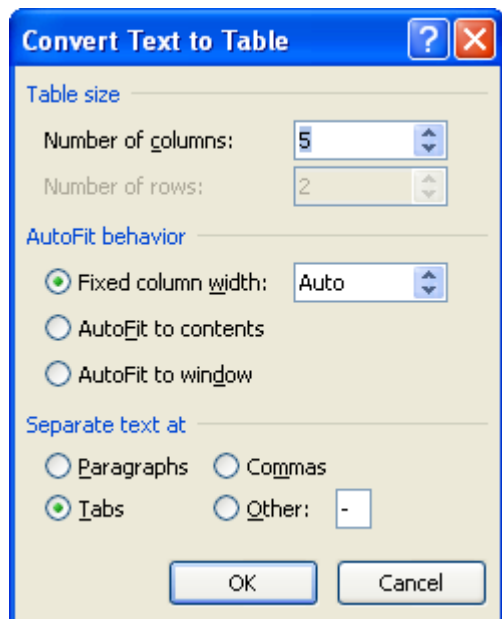 Convert Text to Table ?
Table size
Number of columns: 5
Number of rows: 2
AutoFit behavior
Fixed column width: Auto
AutoFit to contents
AutoFit to window
Separate text at
Paragraphs Commas
Tabs Other: -
OK Cancel